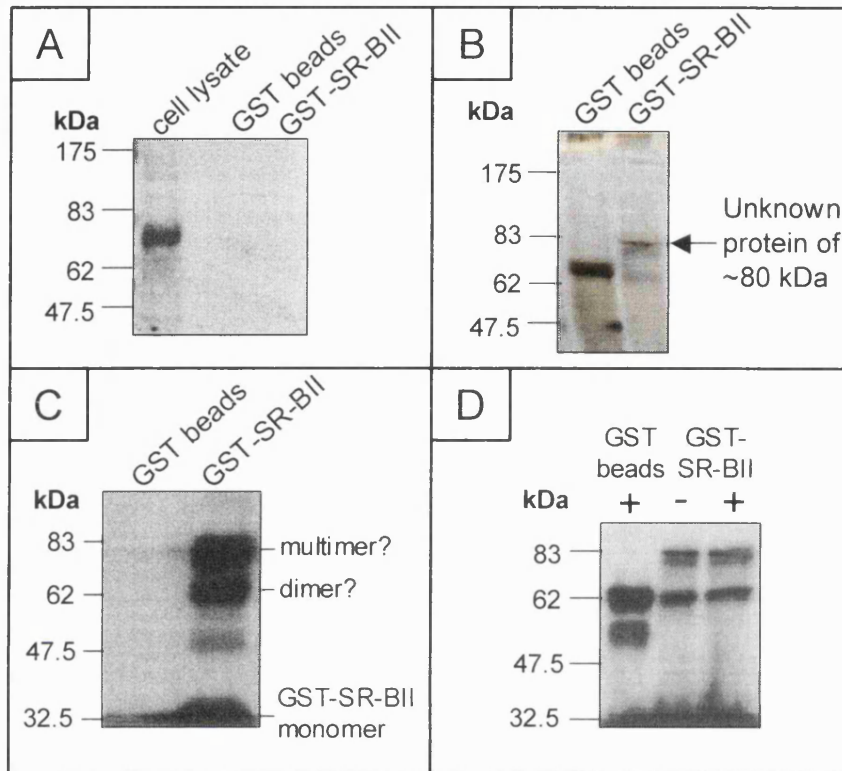 A
cell lysate
GST beads
GST-SR-BII
kDa
175
83
62
47.5
B
GST beads
GST-SR-BII
kDa
175
83
62
47.5
Unknown
protein of
~80 kDa
C
GST beads
GST-SR-BII
kDa
83
62
47.5
32.5
multimer?
dimer?
GST-SR-BII
monomer
D
GST
beads
GST-
SR-BII
kDa
+ - +
83
62
47.5
32.5